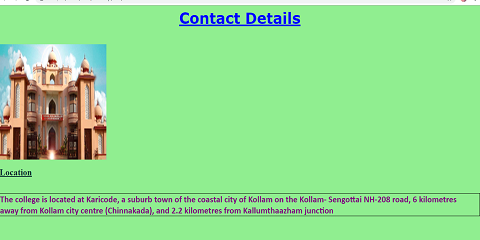 Contact Details
Location
The college is located at Karicode, a suburb town of the coastal city of Kollam on the Kollam- Sengottai NH-208 road, 6 kilometres
away from Kollam city centre (Chinnakada), and 2.2 kilometres from Kallumthaazham junction